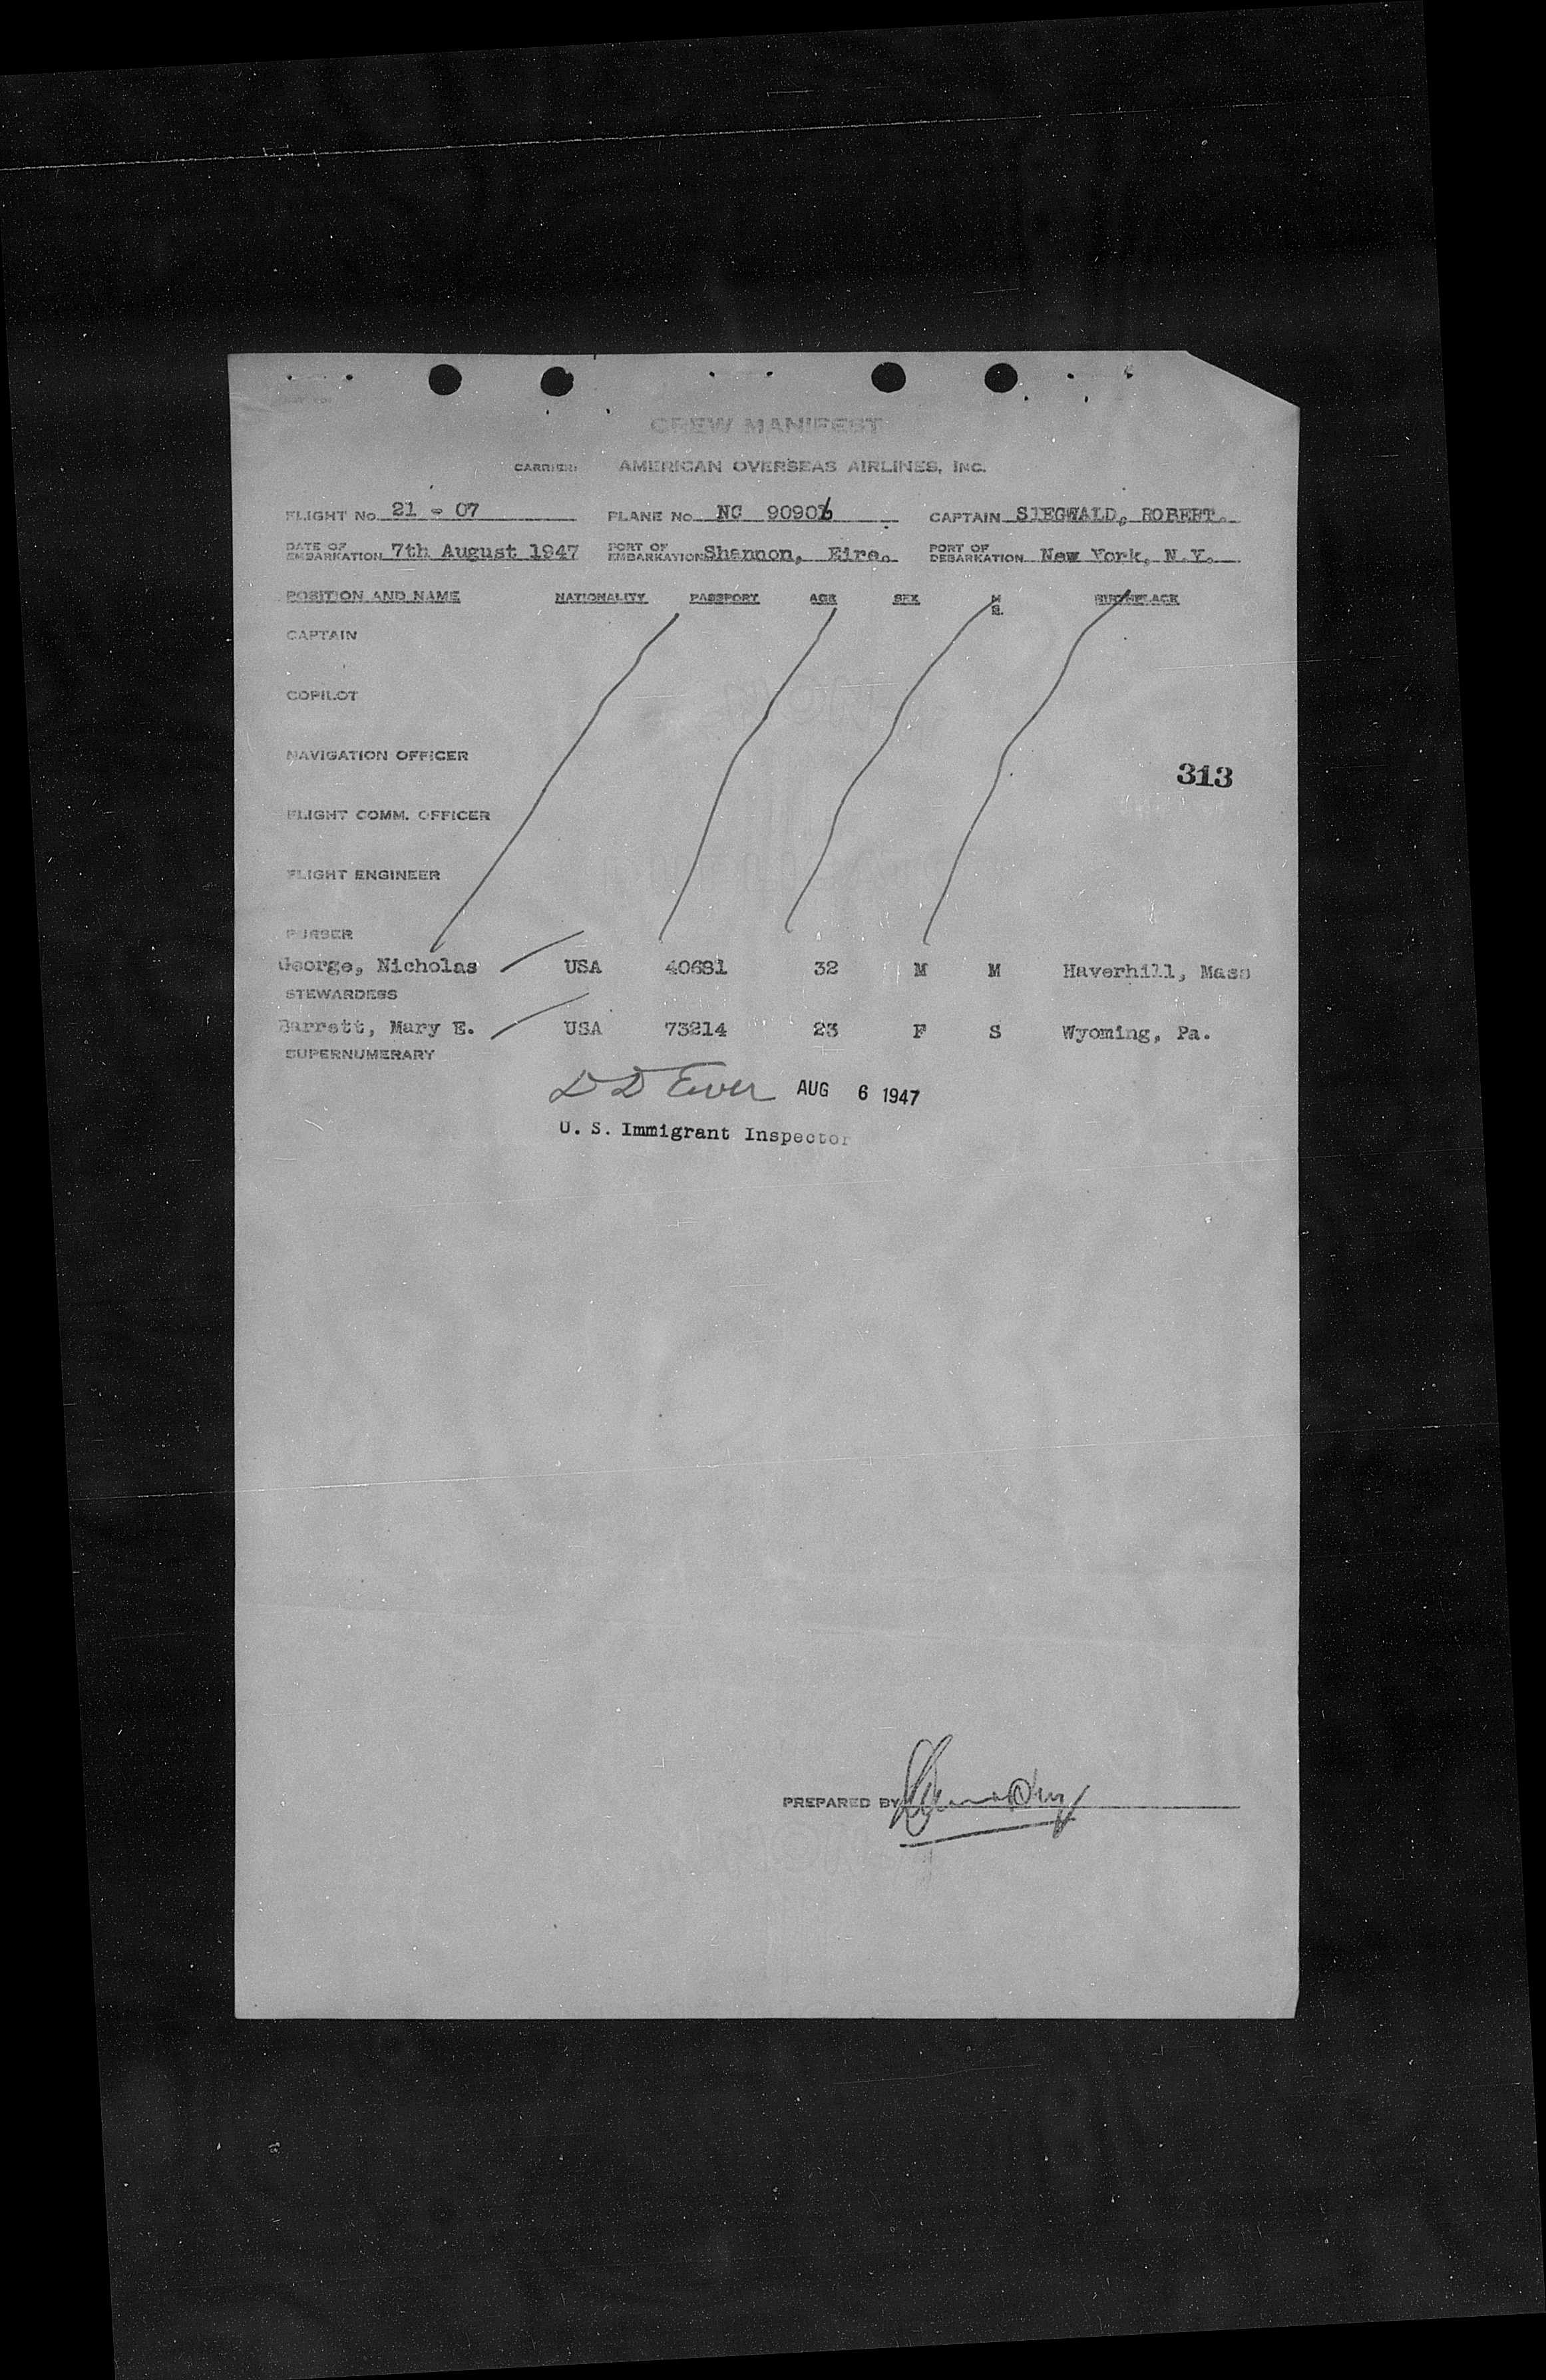 CREW MANIFEST
CARRIER: AMERICAN OVERSEAS AIRLINES, INC.
FLIGHT No. 21 - 07 PLANE No. NC 90906 CAPTAIN SIEGWALD, ROBERT.
DATE OF EMBARKATION 7th August 1947 PORT OF EMBARKATION Shannon, Eire. PORT OF DEBARKATION New York, N.Y.
POSITION AND NAME NATIONALITY PASSPORT AGE SEX M S. BIRTHPLACE
CAPTAIN
COPILOT
NAVIGATION OFFICER
313
FLIGHT COMM. OFFICER
FLIGHT ENGINEER
PURSER
George, Nicholas USA 40681 32 M M Haverhill, Mass
STEWARDESS
Barrett, Mary E. USA 73214 23 F S Wyoming, Pa.
SUPERNUMERARY
D D Ewer AUG 6 1947
U. S. Immigrant Inspector
PREPARED BY